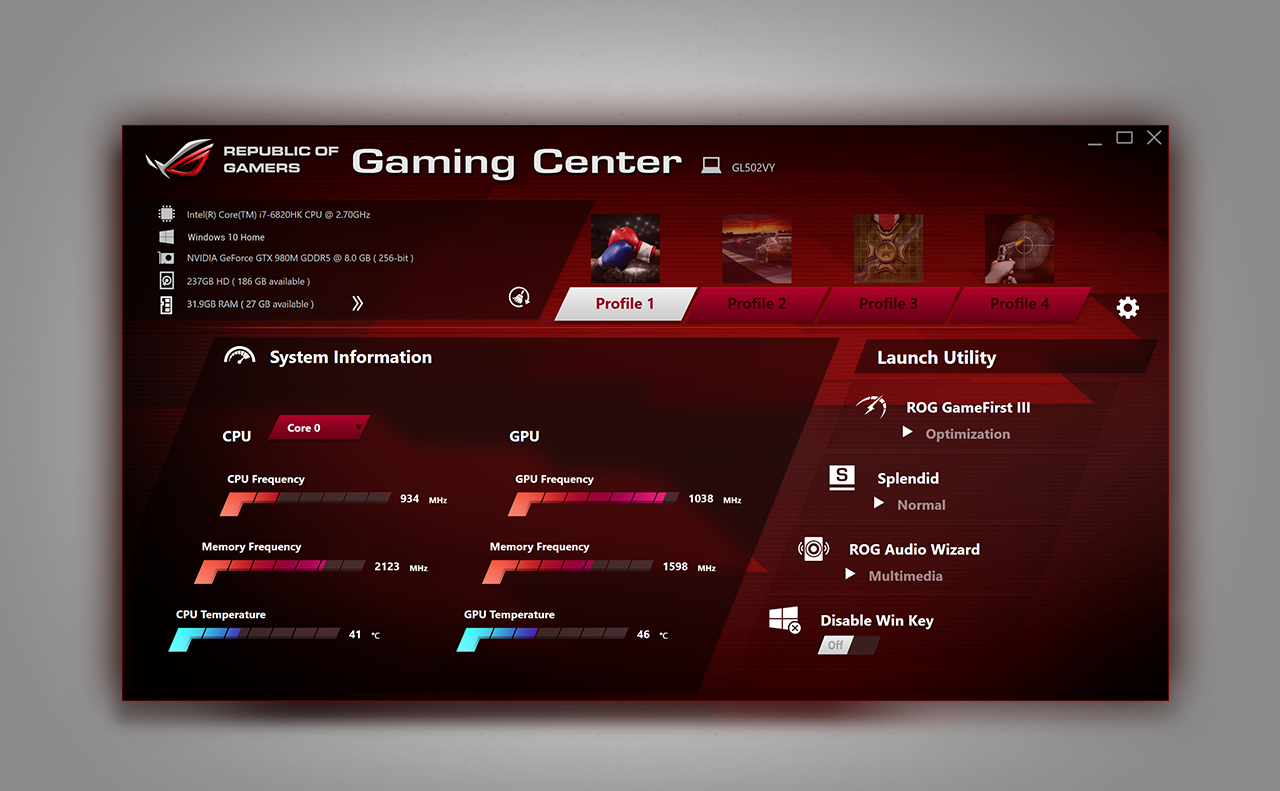 REPUBLIC OF
GAMERS
Gaming Center
GL502VY
Intel(R) Core(TM) i7-6820HK CPU @ 2.70GHz
Windows 10 Home
NVIDIA GeForce GTX 980M GDDR5 @ 8.0 GB ( 256-bit )
237GB HD ( 186 GB available )
31.9GB RAM ( 27 GB available )
Profile 1
Profile 2
Profile 3
Profile 4
System Information
CPU
Core 0
CPU Frequency
934 MHz
Memory Frequency
2123 MHz
CPU Temperature
41 °C
GPU
GPU Frequency
1038 MHz
Memory Frequency
1598 MHz
GPU Temperature
46 °C
Launch Utility
ROG GameFirst III
Optimization
S
Splendid
Normal
ROG Audio Wizard
Multimedia
Disable Win Key
Off